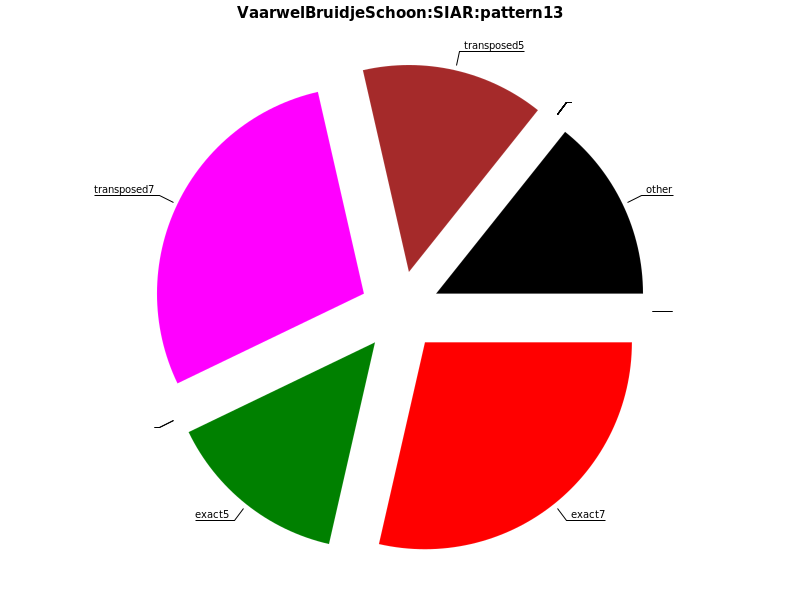 VaarwelBruidjeSchoon:SIAR:pattern13
transposed5
transposed7
other
exact5
exact7